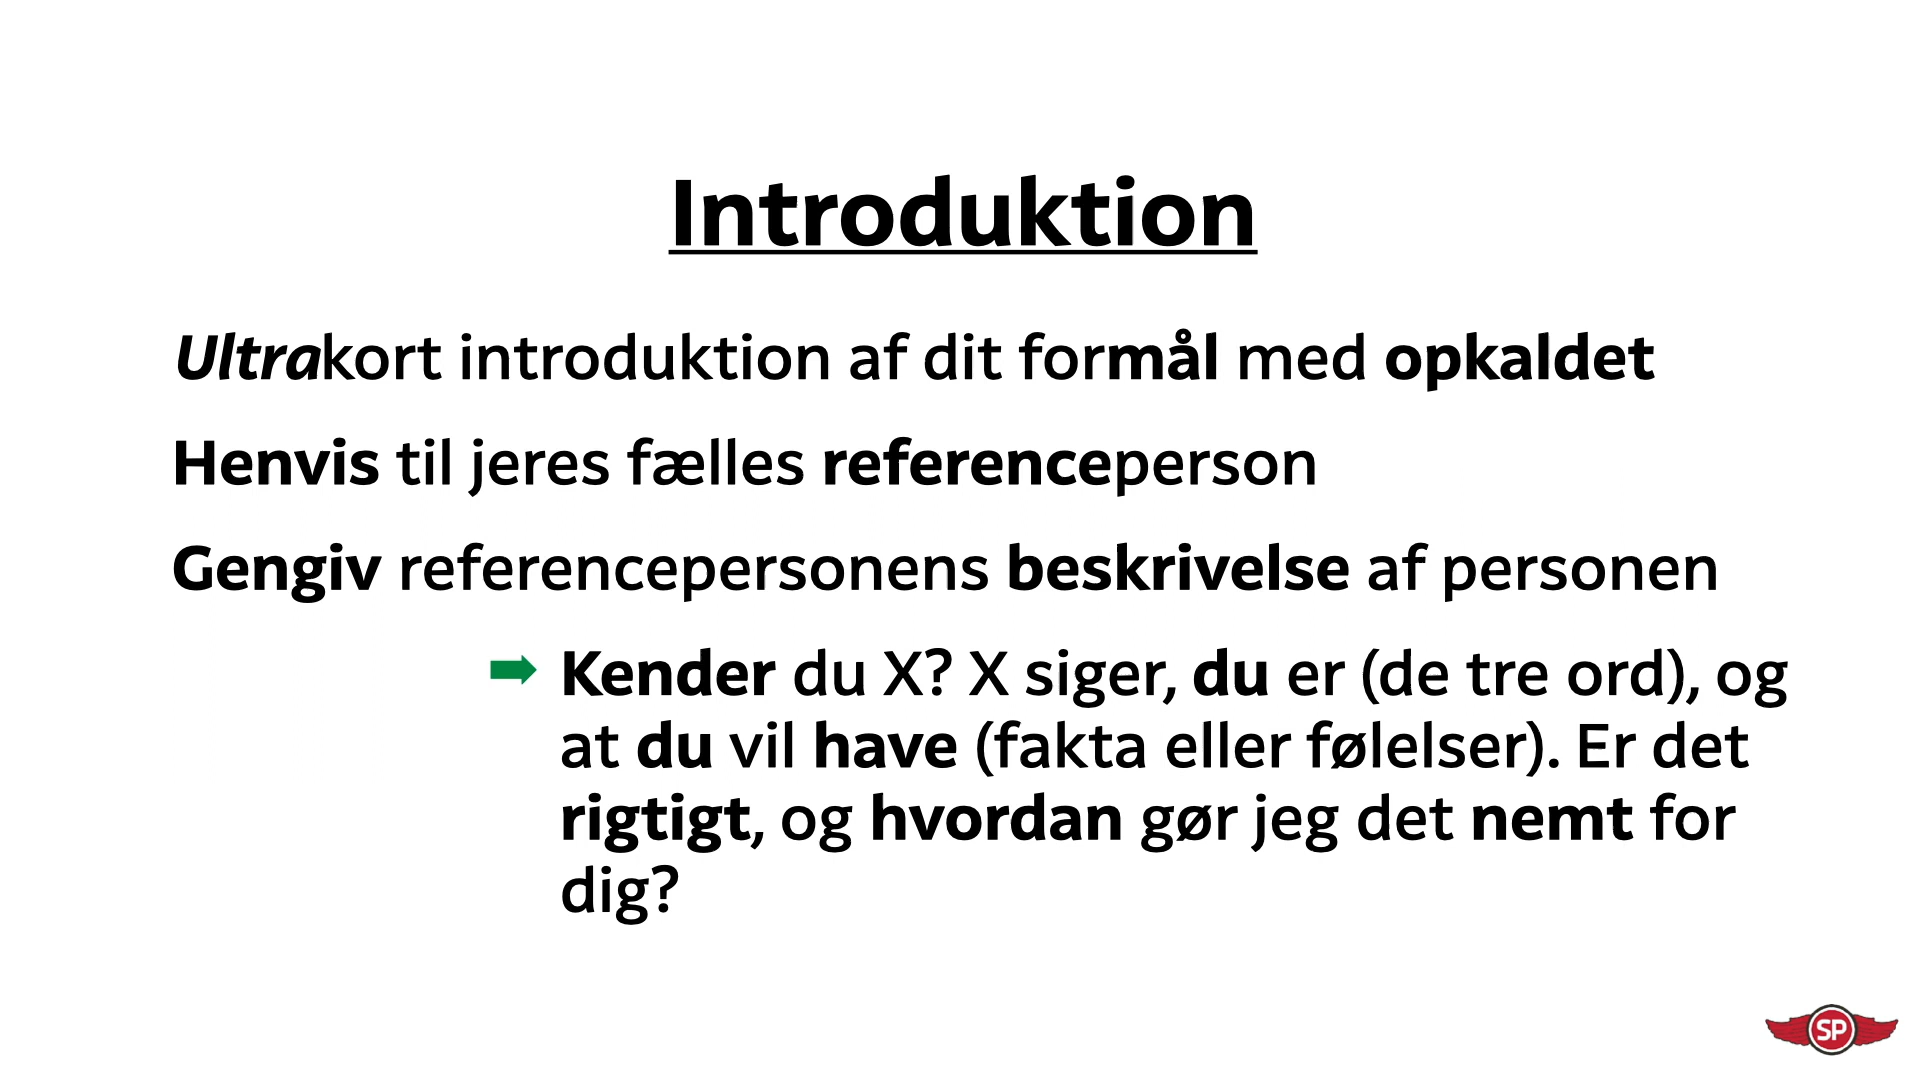 Introduktion
Ultrakort introduktion af dit formål med opkaldet
Henvis til jeres fælles referenceperson
Gengiv referencepersonens beskrivelse af personen
Kender du X? X siger, du er (de tre ord), og
at du vil have (fakta eller følelser). Er det
rigtigt, og hvordan gør jeg det nemt for
dig?
SP